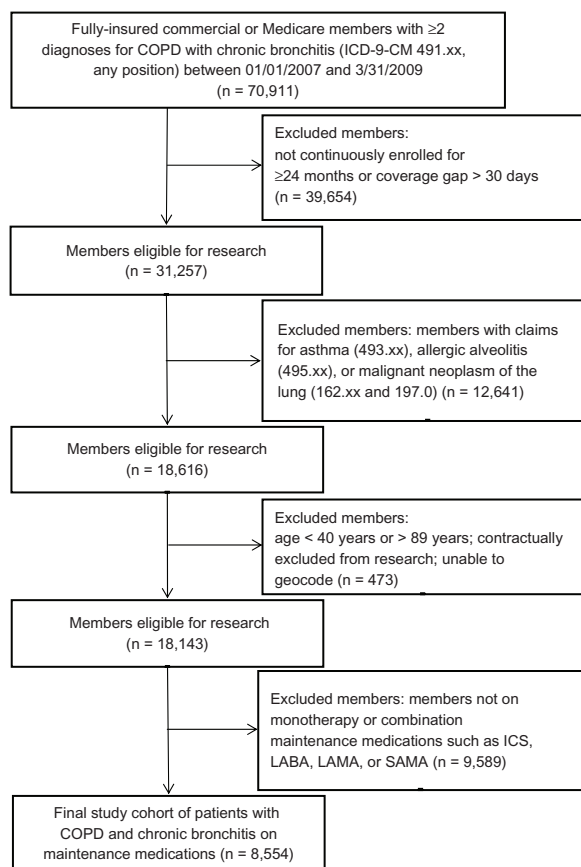 Fully-insured commercial or Medicare members with ≥2
diagnoses for COPD with chronic bronchitis (ICD-9-CM 491.xx,
any position) between 01/01/2007 and 3/31/2009
(n = 70,911)
Excluded members:
not continuously enrolled for
≥24 months or coverage gap > 30 days
(n = 39,654)
Members eligible for research
(n = 31,257)
Excluded members: members with claims
for asthma (493.xx), allergic alveolitis
(495.xx), or malignant neoplasm of the
lung (162.xx and 197.0) (n = 12,641)
Members eligible for research
(n = 18,616)
Excluded members:
age < 40 years or > 89 years; contractually
excluded from research; unable to
geocode (n = 473)
Members eligible for research
(n = 18,143)
Excluded members: members not on
monotherapy or combination
maintenance medications such as ICS,
LABA, LAMA, or SAMA (n = 9,589)
Final study cohort of patients with
COPD and chronic bronchitis on
maintenance medications (n = 8,554)